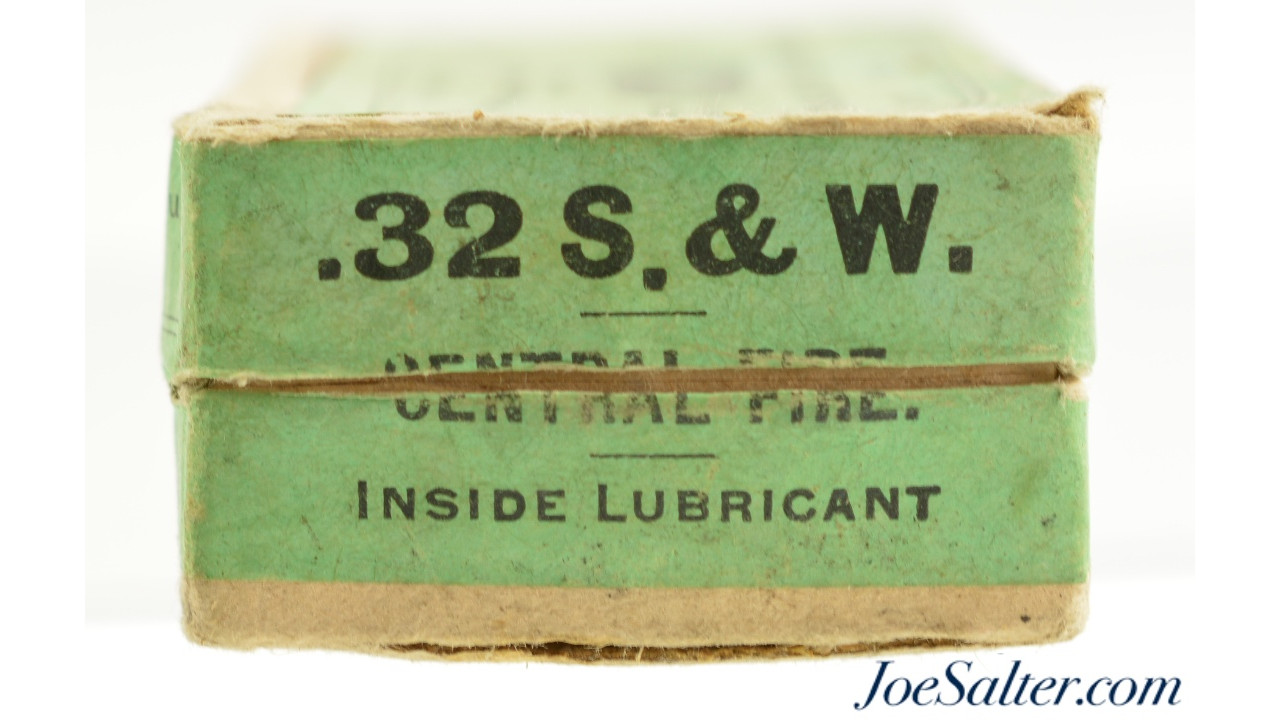 .32 S. & W.
CENTRAL FIRE.
INSIDE LUBRICANT
JoeSalter.com